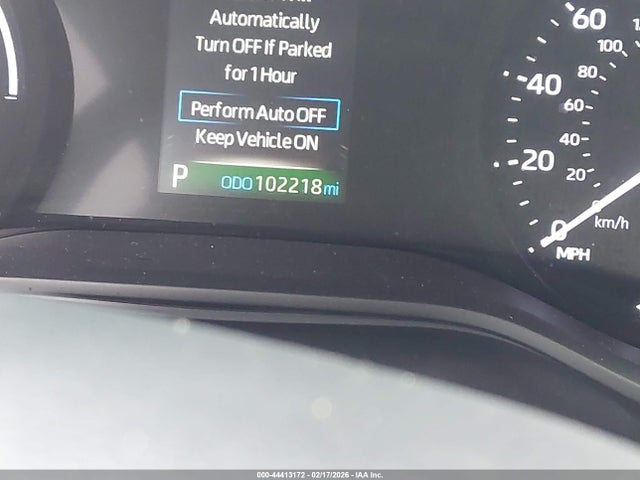 Automatically
Turn OFF If Parked
for 1 Hour
Perform Auto OFF
Keep Vehicle ON
P ODO 102218 mi
60
100
80
40
60
40
20
20
0
0
km/h
MPH
000-44413172 - 02/17/2026 - IAA Inc.